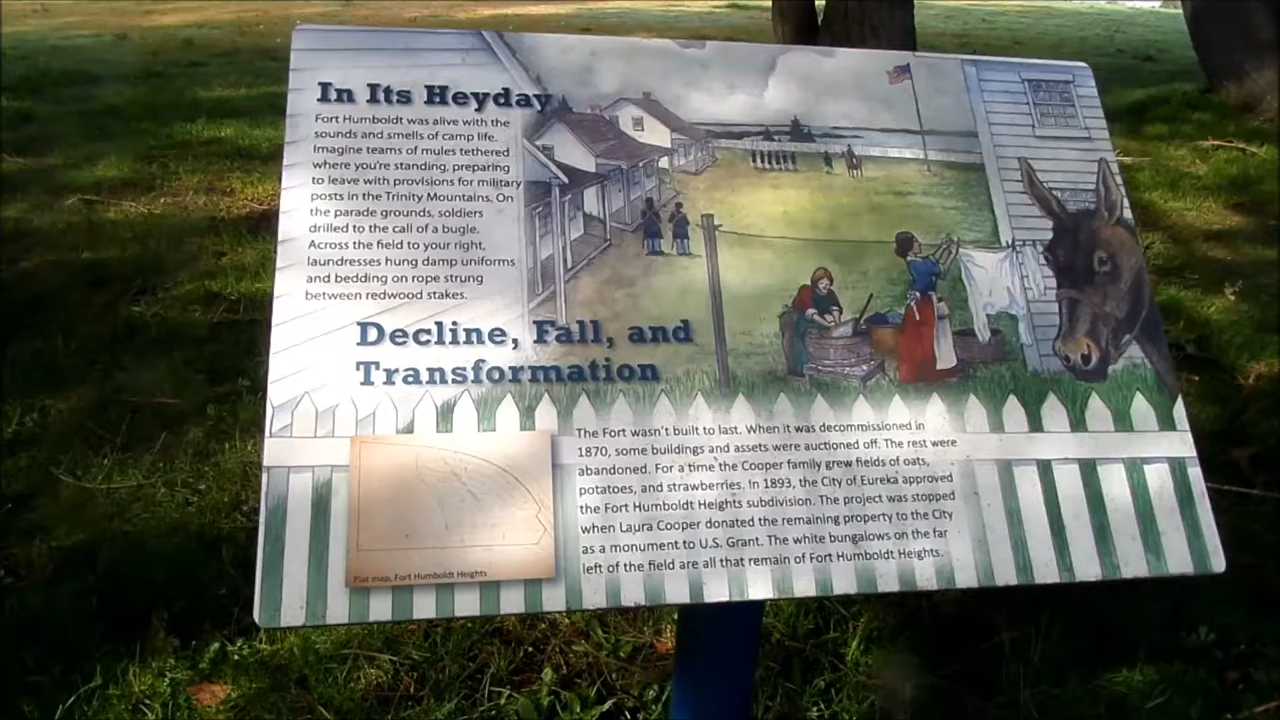 In Its Heyday
Fort Humboldt was alive with the
sounds and smells of camp life.
Imagine teams of mules tethered
where you're standing, preparing
to leave with provisions for military
posts in the Trinity Mountains. On
the parade grounds, soldiers
drilled to the call of a bugle.
Across the field to your right,
laundresses hung damp uniforms
and bedding on rope strung
between redwood stakes.
Decline, Fall, and
Transformation
The Fort wasn't built to last. When it was decommissioned in
1870, some buildings and assets were auctioned off. The rest were
abandoned. For a time the Cooper family grew fields of oats,
potatoes, and strawberries. In 1893, the City of Eureka approved
the Fort Humboldt Heights subdivision. The project was stopped
when Laura Cooper donated the remaining property to the City
as a monument to U.S. Grant. The white bungalows on the far
left of the field are all that remain of Fort Humboldt Heights.
Plat map, Fort Humboldt Heights